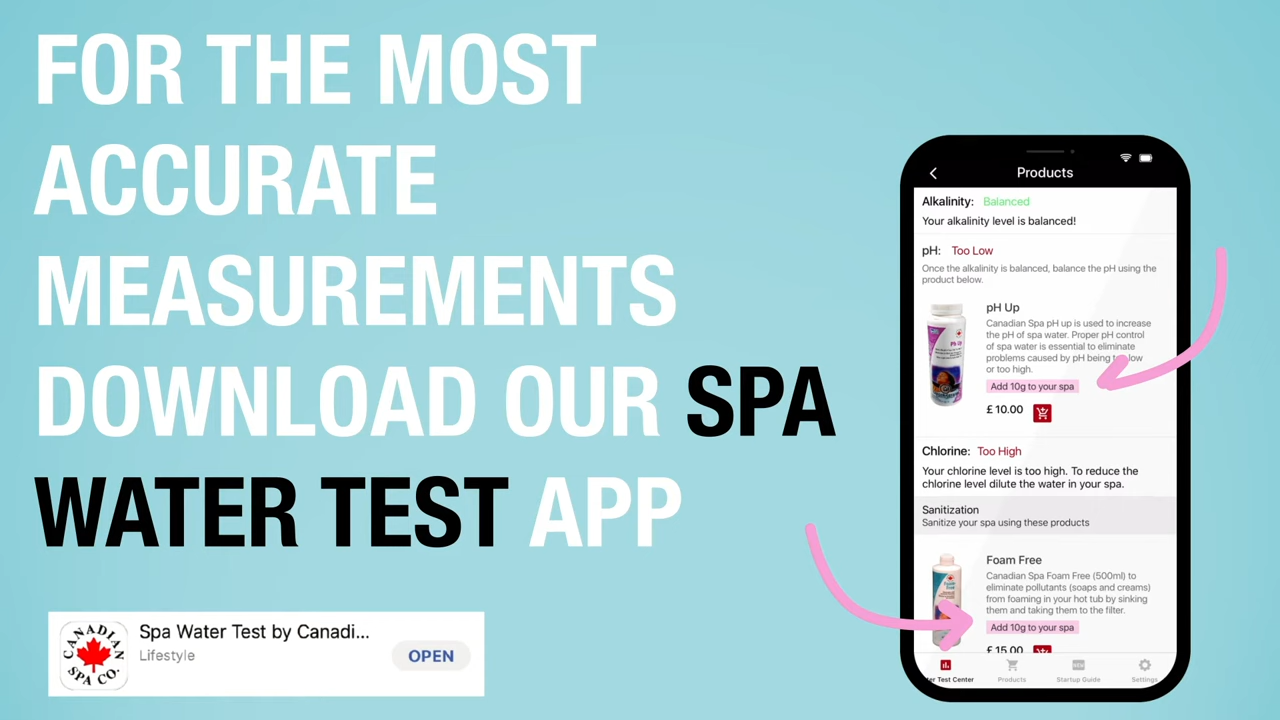 FOR THE MOST
ACCURATE
MEASUREMENTS
DOWNLOAD OUR SPA
WATER TEST APP
CANADIAN
SPA CO.
Spa Water Test by Canadi...
Lifestyle
OPEN
Products
Alkalinity: Balanced
Your alkalinity level is balanced!
pH: Too Low
Once the alkalinity is balanced, balance the pH using the
product below.
pH Up
Canadian Spa pH up is used to increase
the pH of spa water. Proper pH control
of spa water is essential to eliminate
problems caused by pH being low
or too high.
Add 10g to your spa
£ 10.00
Chlorine: Too High
Your chlorine level is too high. To reduce the
chlorine level dilute the water in your spa.
Sanitization
Sanitize your spa using these products
Foam Free
Canadian Spa Foam Free (500ml) to
eliminate pollutants (soaps and creams)
from foaming in your hot tub by sinking
them and taking them to the filter.
Add 10g to your spa
£ 15.00
ter Test Center
Products
Startup Guide
Settings